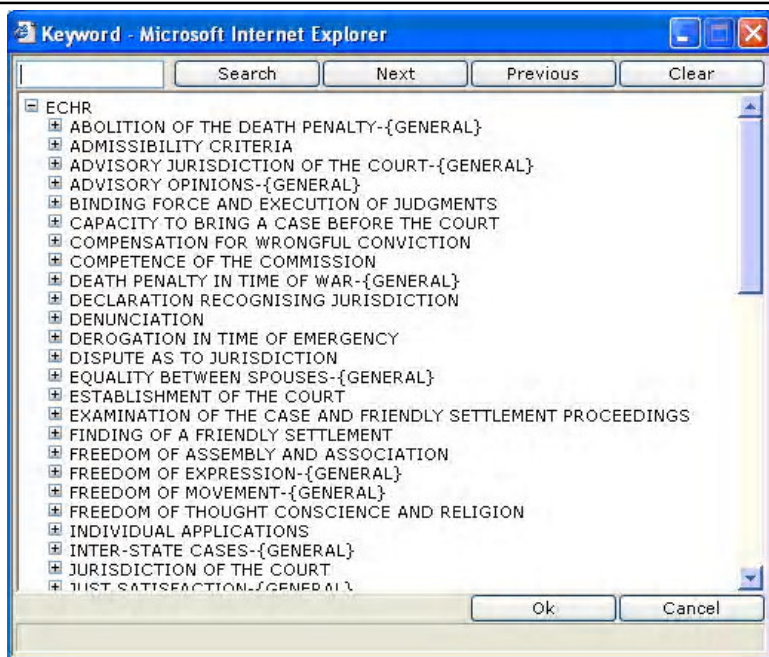 Keyword - Microsoft Internet Explorer
Search Next Previous Clear
ECHR
ABOLITION OF THE DEATH PENALTY-{GENERAL}
ADMISSIBILITY CRITERIA
ADVISORY JURISDICTION OF THE COURT-{GENERAL}
ADVISORY OPINIONS-{GENERAL}
BINDING FORCE AND EXECUTION OF JUDGMENTS
CAPACITY TO BRING A CASE BEFORE THE COURT
COMPENSATION FOR WRONGFUL CONVICTION
COMPETENCE OF THE COMMISSION
DEATH PENALTY IN TIME OF WAR-{GENERAL}
DECLARATION RECOGNISING JURISDICTION
DENUNCIATION
DEROGATION IN TIME OF EMERGENCY
DISPUTE AS TO JURISDICTION
EQUALITY BETWEEN SPOUSES-{GENERAL}
ESTABLISHMENT OF THE COURT
EXAMINATION OF THE CASE AND FRIENDLY SETTLEMENT PROCEEDINGS
FINDING OF A FRIENDLY SETTLEMENT
FREEDOM OF ASSEMBLY AND ASSOCIATION
FREEDOM OF EXPRESSION-{GENERAL}
FREEDOM OF MOVEMENT-{GENERAL}
FREEDOM OF THOUGHT CONSCIENCE AND RELIGION
INDIVIDUAL APPLICATIONS
INTER-STATE CASES-{GENERAL}
JURISDICTION OF THE COURT
JUST SATISFACTION-{GENERAL}
Ok Cancel